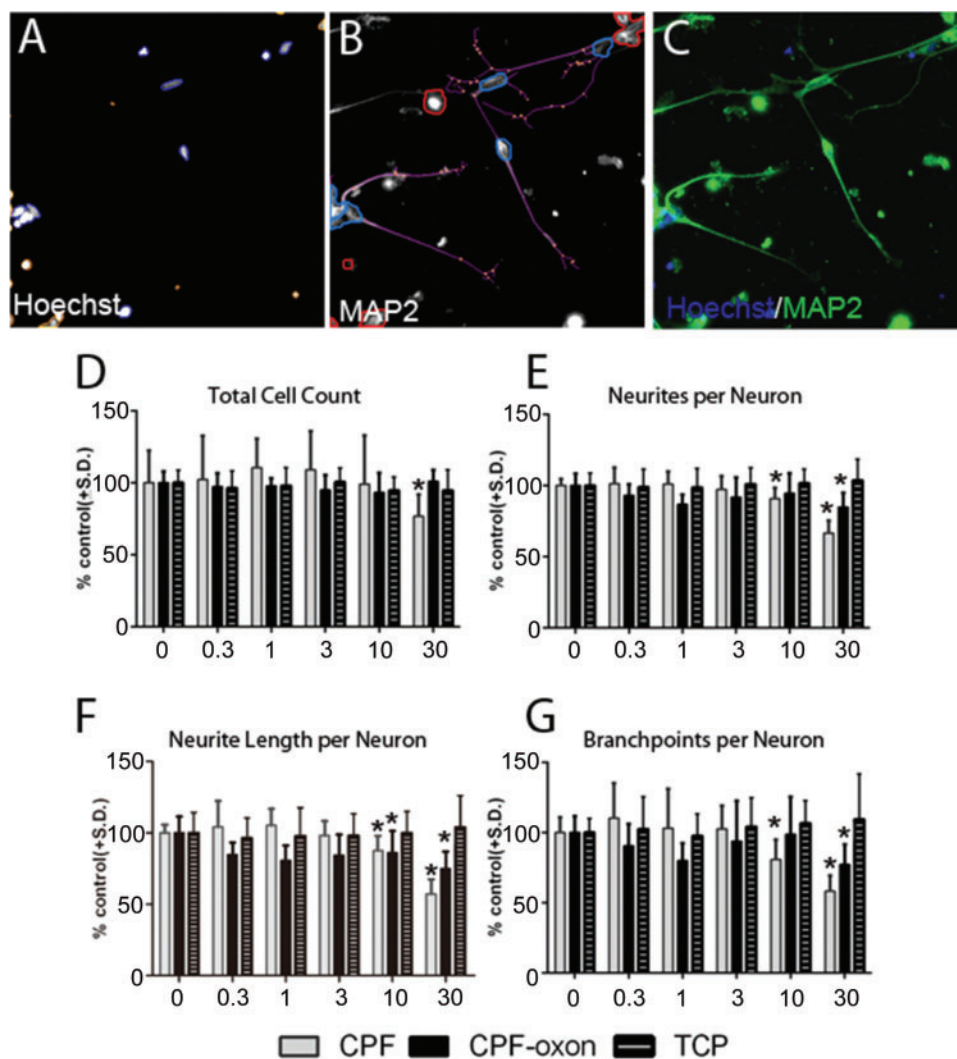 A
Hoechst
B
MAP2
C
Hoechst/MAP2
D
Total Cell Count
% control(+S.D.)
150
100
50
0
*
0 0.3 1 3 10 30
E
Neurites per Neuron
% control(+S.D.)
150
100
50
0
* * *
0 0.3 1 3 10 30
F
Neurite Length per Neuron
% control(+S.D.)
150
100
50
0
* * * *
0 0.3 1 3 10 30
G
Branchpoints per Neuron
% control(+S.D.)
150
100
50
0
* * *
0 0.3 1 3 10 30
CPF CPF-oxon TCP